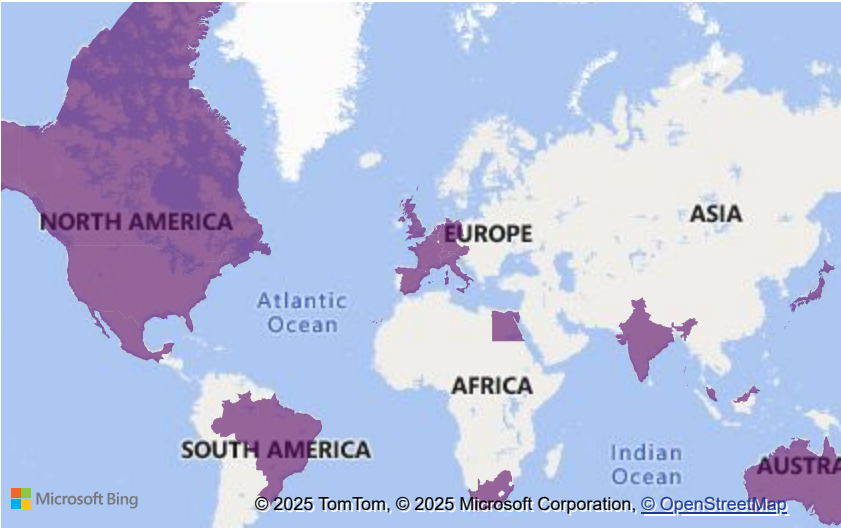 ASIA
NORTH AMERICA
EUROPE
Atlantic
Ocean
AFRICA
SOUTH AMERICA
Indian
Ocean
AUSTRA
Microsoft Bing
© 2025 TomTom, © 2025 Microsoft Corporation, © OpenStreetMap